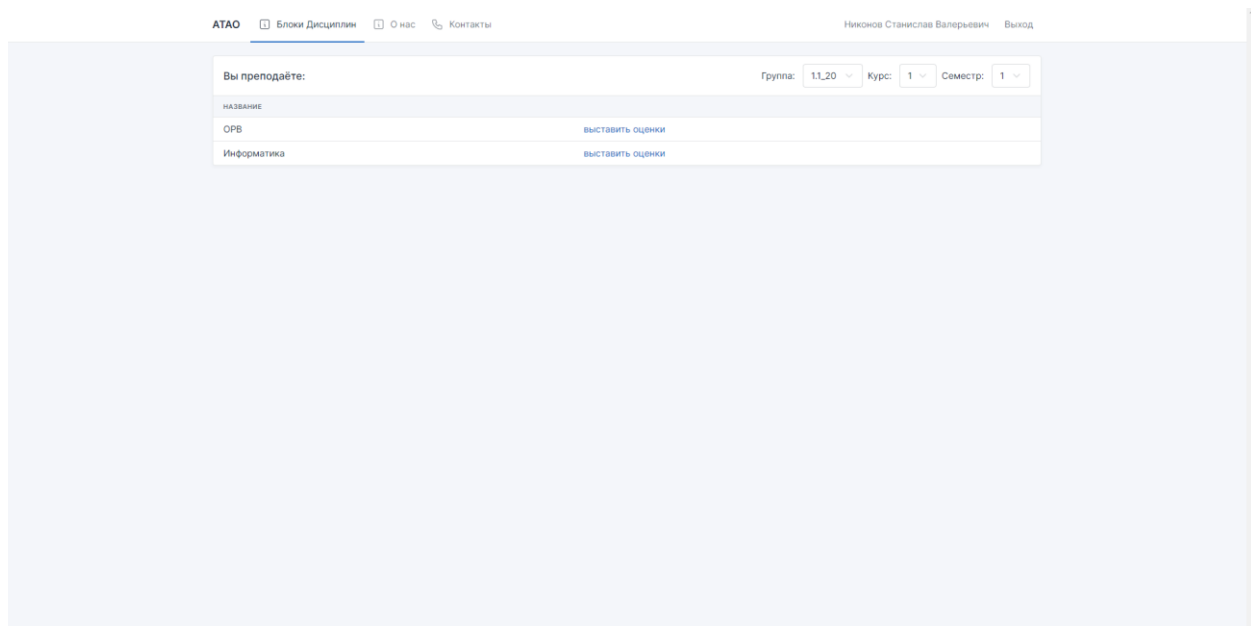 АТАО Блоки Дисциплин О нас Контакты Никонов Станислав Валерьевич Выход
Вы преподаёте: Группа: 1.1_20 Курс: 1 Семестр: 1
НАЗВАНИЕ
ОРВ выставить оценки
Информатика выставить оценки